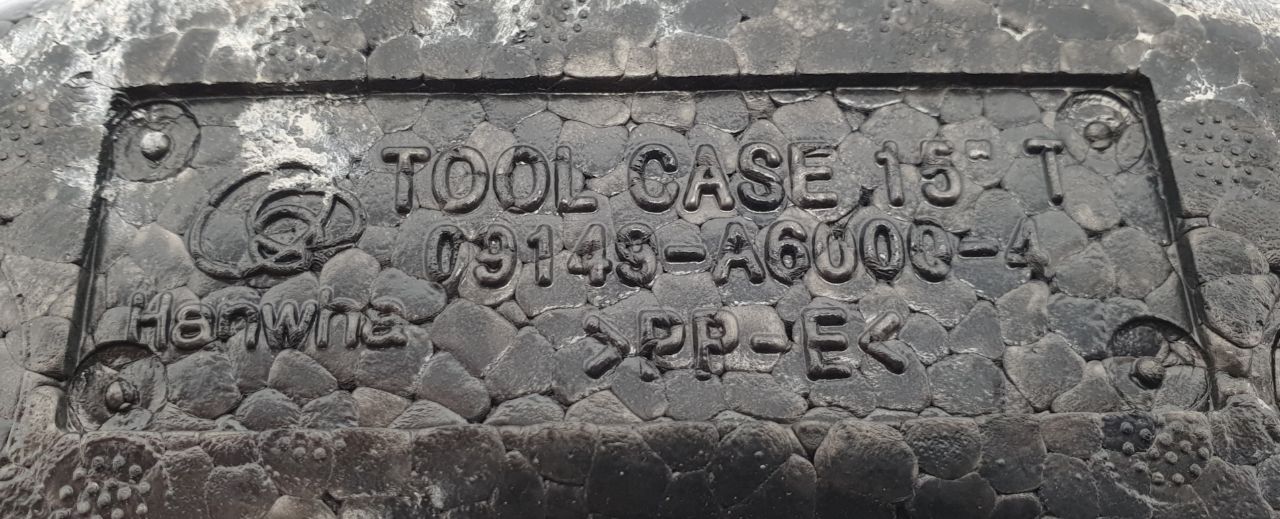 TOOL CASE 15" T
09149-A6000-4
Hanwha
>PP-E<